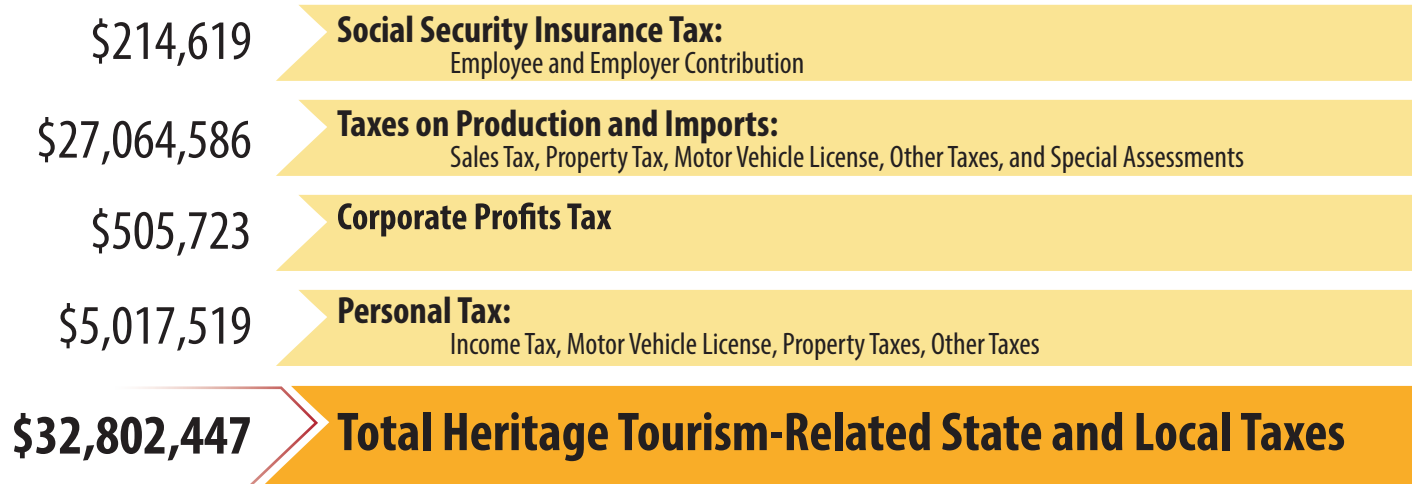 $214,619
Social Security Insurance Tax:
Employee and Employer Contribution
$27,064,586
Taxes on Production and Imports:
Sales Tax, Property Tax, Motor Vehicle License, Other Taxes, and Special Assessments
$505,723
Corporate Profits Tax
$5,017,519
Personal Tax:
Income Tax, Motor Vehicle License, Property Taxes, Other Taxes
$32,802,447
Total Heritage Tourism-Related State and Local Taxes